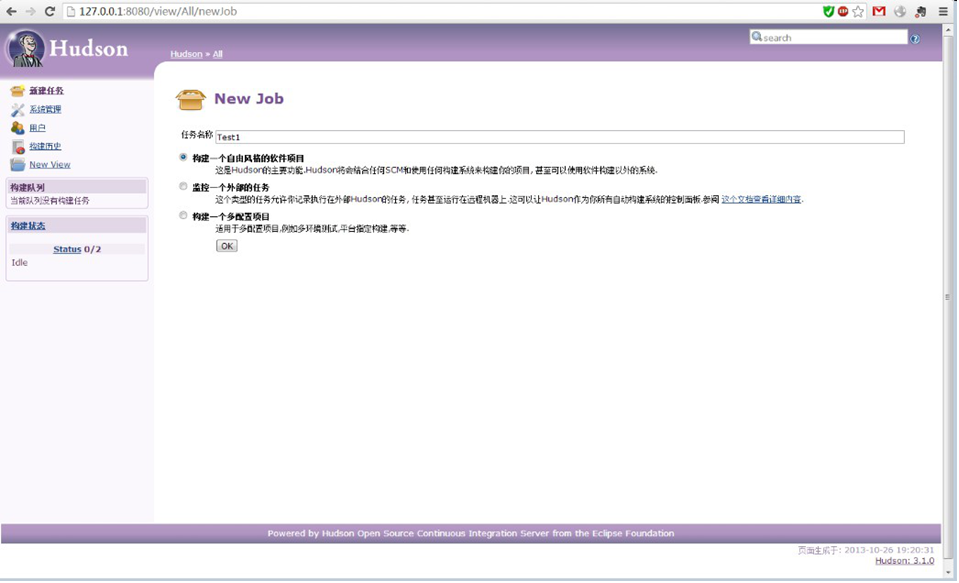 127.0.0.1:8080/view/All/newJob
Hudson
search
Hudson » All
新建任务
系统管理
用户
构建历史
New View
构建队列
当前队列没有构建任务
构建状态
Status 0/2
Idle
New Job
任务名称 Test1
构建一个自由风格的软件项目
这是Hudson的主要功能.Hudson将会结合任何SCM和使用任何构建系统来构建你的项目, 甚至可以使用软件构建以外的系统.
监控一个外部的任务
这个类型的任务允许你记录执行在外部Hudson的任务, 任务甚至运行在远程机器上.这可以让Hudson作为你所有自动构建系统的控制面板.参阅 这个文档查看详细内容.
构建一个多配置项目
适用于多配置项目,例如多环境测试,平台指定构建,等等.
OK
Powered by Hudson Open Source Continuous Integration Server from the Eclipse Foundation
页面生成于: 2013-10-26 19:20:31
Hudson: 3.1.0